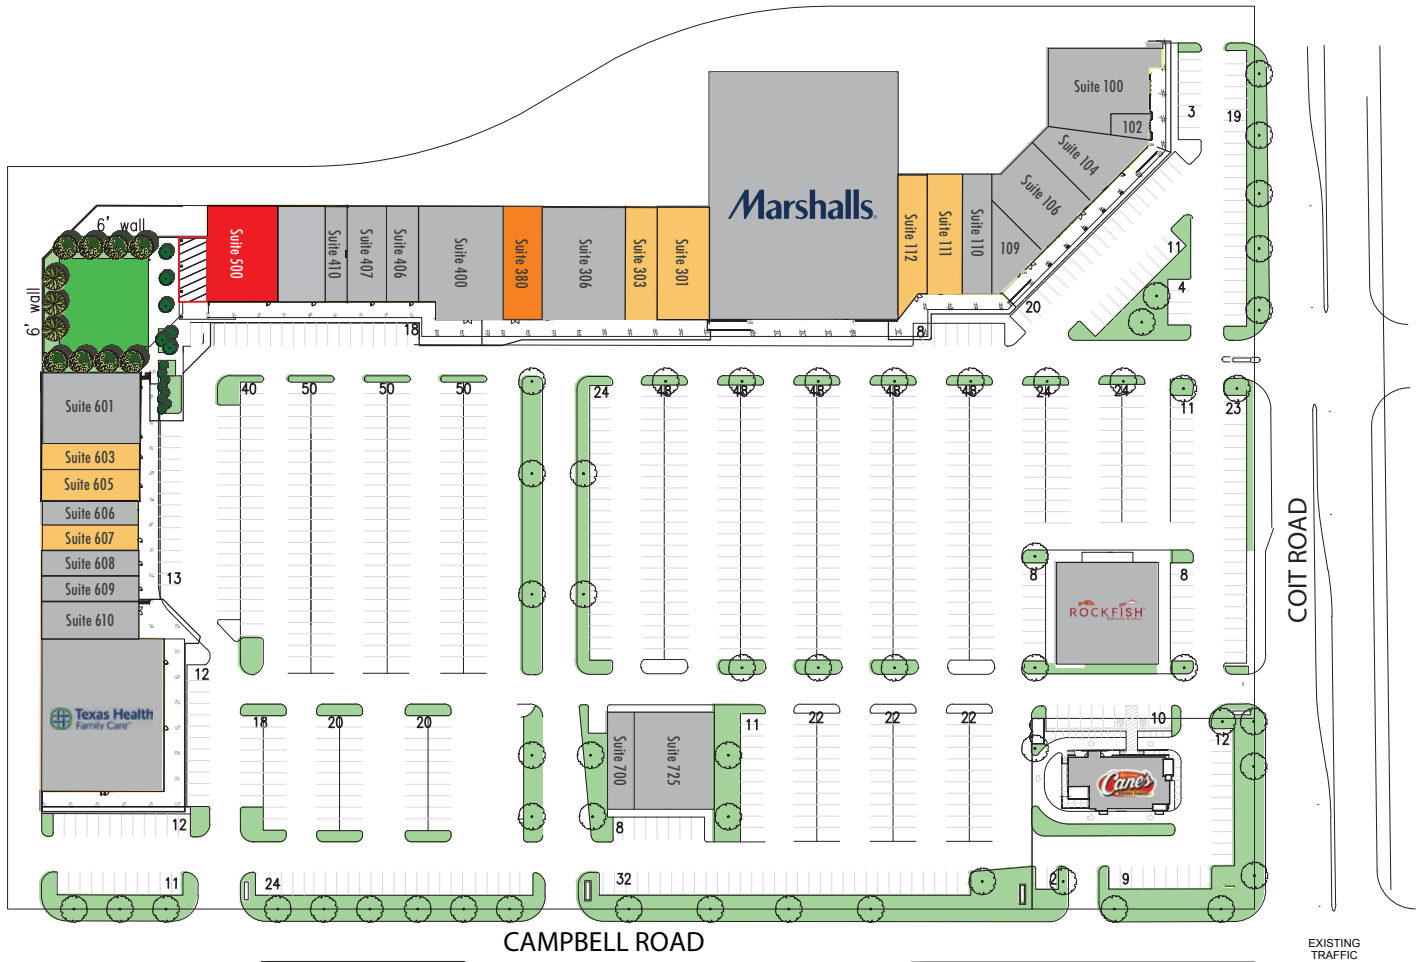 Suite 100
102
3
19
Suite 104
Suite 106
109
Suite 110
Suite 111
Suite 112
Marshalls.
11
4
20
8
6' wall
6' wall
Suite 500
Suite 410
Suite 407
Suite 406
Suite 400
Suite 380
Suite 306
Suite 303
Suite 301
18
40
50
50
50
24
48
48
48
48
48
24
24
11
23
Suite 601
Suite 603
Suite 605
Suite 606
Suite 607
Suite 608
Suite 609
Suite 610
13
12
8
8
ROCKFISH
COIT ROAD
Texas Health
Family Care
18
20
20
11
22
22
22
10
12
Suite 700
Suite 725
Cane's
12
8
11
24
32
9
CAMPBELL ROAD
EXISTING
TRAFFIC